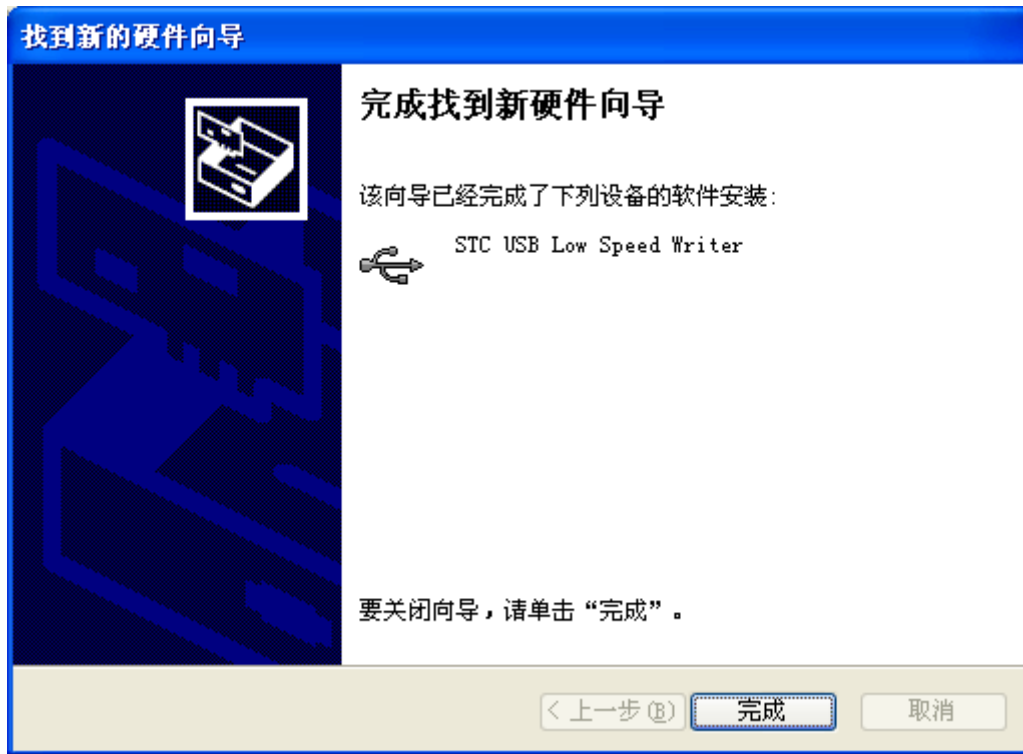 找到新的硬件向导
完成找到新硬件向导
该向导已经完成了下列设备的软件安装:
STC USB Low Speed Writer
要关闭向导，请单击“完成”。
< 上一步(B)
完成
取消